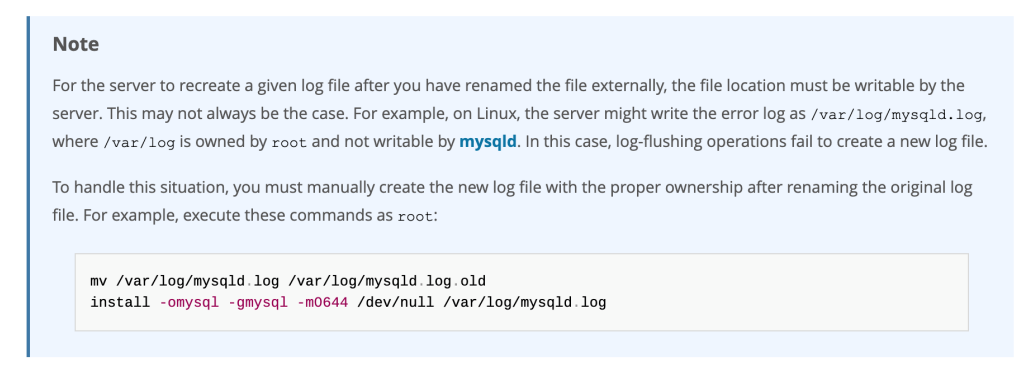 Note
For the server to recreate a given log file after you have renamed the file externally, the file location must be writable by the
server. This may not always be the case. For example, on Linux, the server might write the error log as /var/log/mysqld.log,
where /var/log is owned by root and not writable by mysqld. In this case, log-flushing operations fail to create a new log file.
To handle this situation, you must manually create the new log file with the proper ownership after renaming the original log
file. For example, execute these commands as root:
mv /var/log/mysqld.log /var/log/mysqld.log.old
install -omysql -gmysql -m0644 /dev/null /var/log/mysqld.log